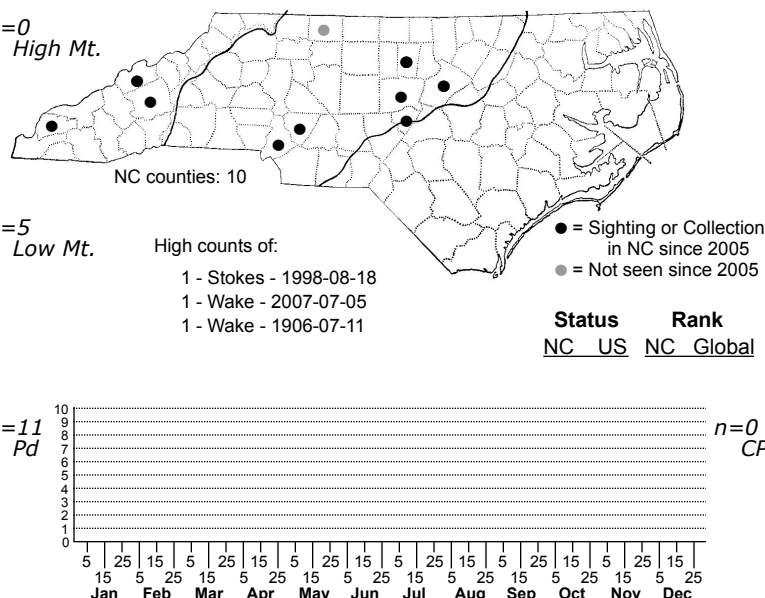 =0
High Mt.
NC counties: 10
=5
Low Mt.
High counts of:
1 - Stokes - 1998-08-18
1 - Wake - 2007-07-05
1 - Wake - 1906-07-11
= Sighting or Collection
in NC since 2005
= Not seen since 2005
Status Rank
NC US NC Global
=11
Pd
10
9
8
7
6
5
4
3
2
1
0
n=0
CP
5 25 15 5 25 15 5 25 15 5 25 15 5 25 15 5 25 15
15 5 25 15 5 25 15 5 25 15 5 25 15 5 25 15 5 25
Jan Feb Mar Apr May Jun Jul Aug Sep Oct Nov Dec